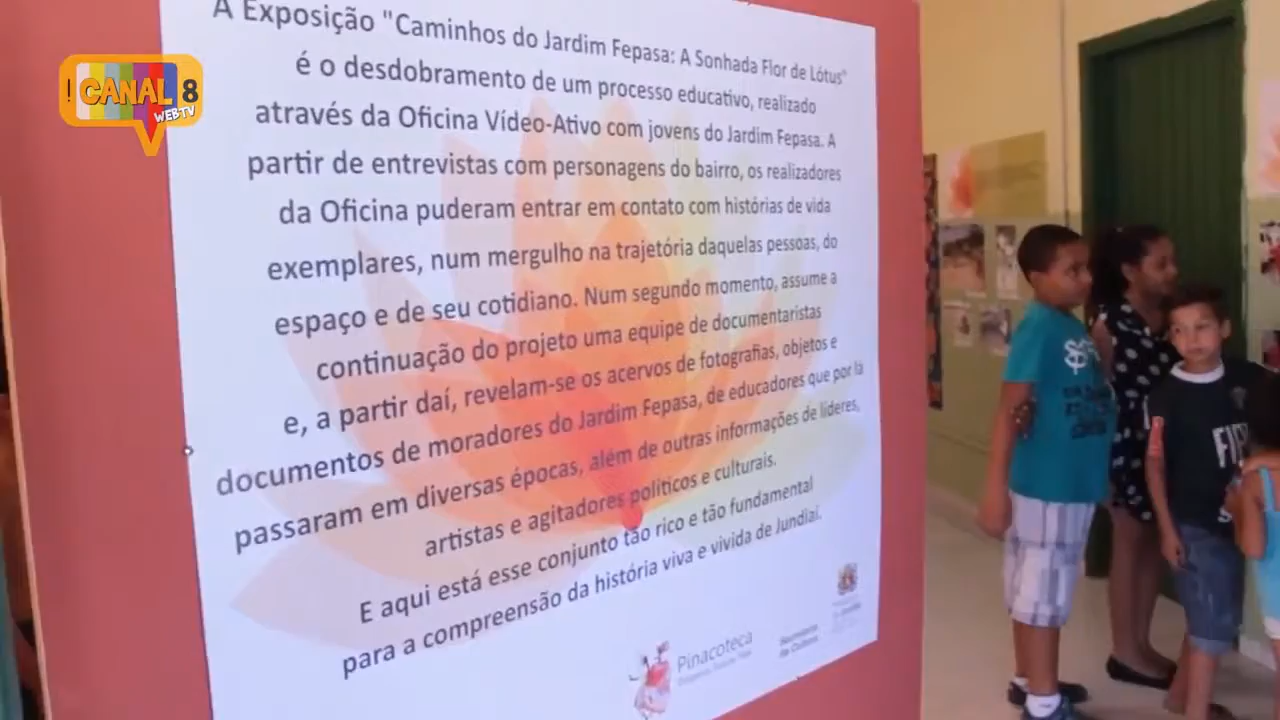 CANAL 8
WEBTV
A Exposição "Caminhos do Jardim Fepasa: A Sonhada Flor de Lótus"
é o desdobramento de um processo educativo, realizado
através da Oficina Vídeo-Ativo com jovens do Jardim Fepasa. A
partir de entrevistas com personagens do bairro, os realizadores
da Oficina puderam entrar em contato com histórias de vida
exemplares, num mergulho na trajetória daquelas pessoas, do
espaço e de seu cotidiano. Num segundo momento, assume a
continuação do projeto uma equipe de documentaristas
e, a partir daí, revelam-se os acervos de fotografias, objetos e
documentos de moradores do Jardim Fepasa, de educadores que por lá
passaram em diversas épocas, além de outras informações de líderes,
artistas e agitadores políticos e culturais.
E aqui está esse conjunto tão rico e tão fundamental
para a compreensão da história viva e vivida de Jundiaí.
Pinacoteca
Secretaria
de Cultura